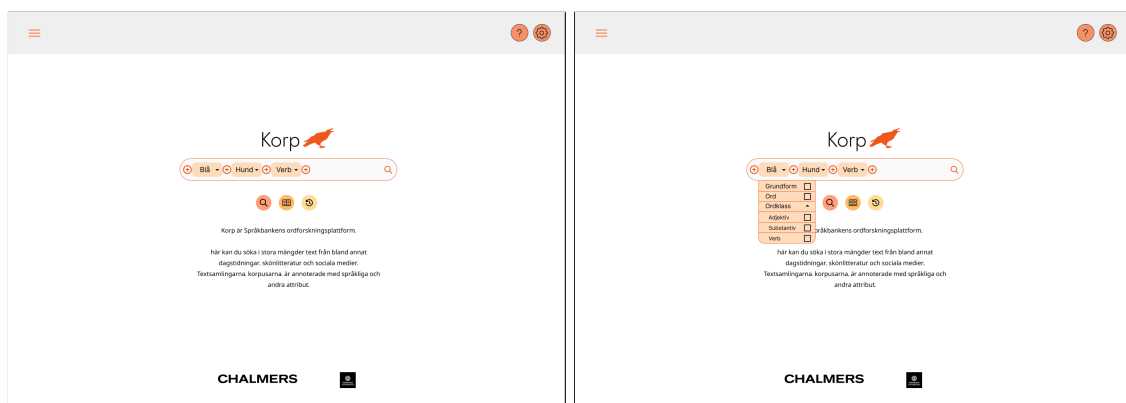 ?
Korp
Blå Hund Verb
Korp är Språkbankens ordforskningsplattform.
här kan du söka i stora mängder text från bland annat
dagstidningar, skönlitteratur och sociala medier.
Textsamlingarna, korpusarna, är annoterade med språkliga och
andra attribut.
CHALMERS
?
Korp
Blå Hund Verb
Grundform
Ord
Ordklass
Adjektiv
Substantiv
Verb
råkbankens ordforskningsplattform.
här kan du söka i stora mängder text från bland annat
dagstidningar, skönlitteratur och sociala medier.
Textsamlingarna, korpusarna, är annoterade med språkliga och
andra attribut.
CHALMERS